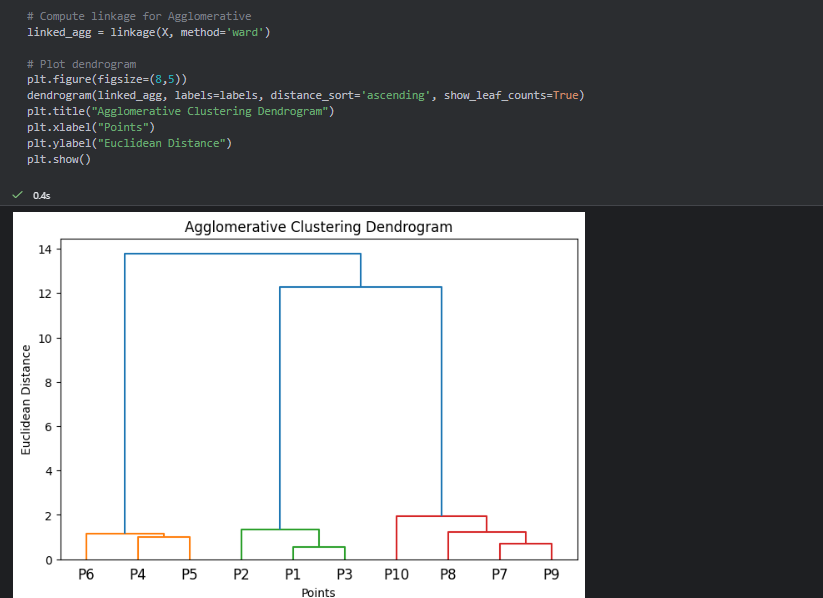 # Compute linkage for Agglomerative
linked_agg = linkage(X, method='ward')
# Plot dendrogram
plt.figure(figsize=(8,5))
dendrogram(linked_agg, labels=labels, distance_sort='ascending', show_leaf_counts=True)
plt.title("Agglomerative Clustering Dendrogram")
plt.xlabel("Points")
plt.ylabel("Euclidean Distance")
plt.show()
0.4s
Agglomerative Clustering Dendrogram
14
12
10
8
6
4
2
0
Euclidean Distance
P6 P4 P5 P2 P1 P3 P10 P8 P7 P9
Points